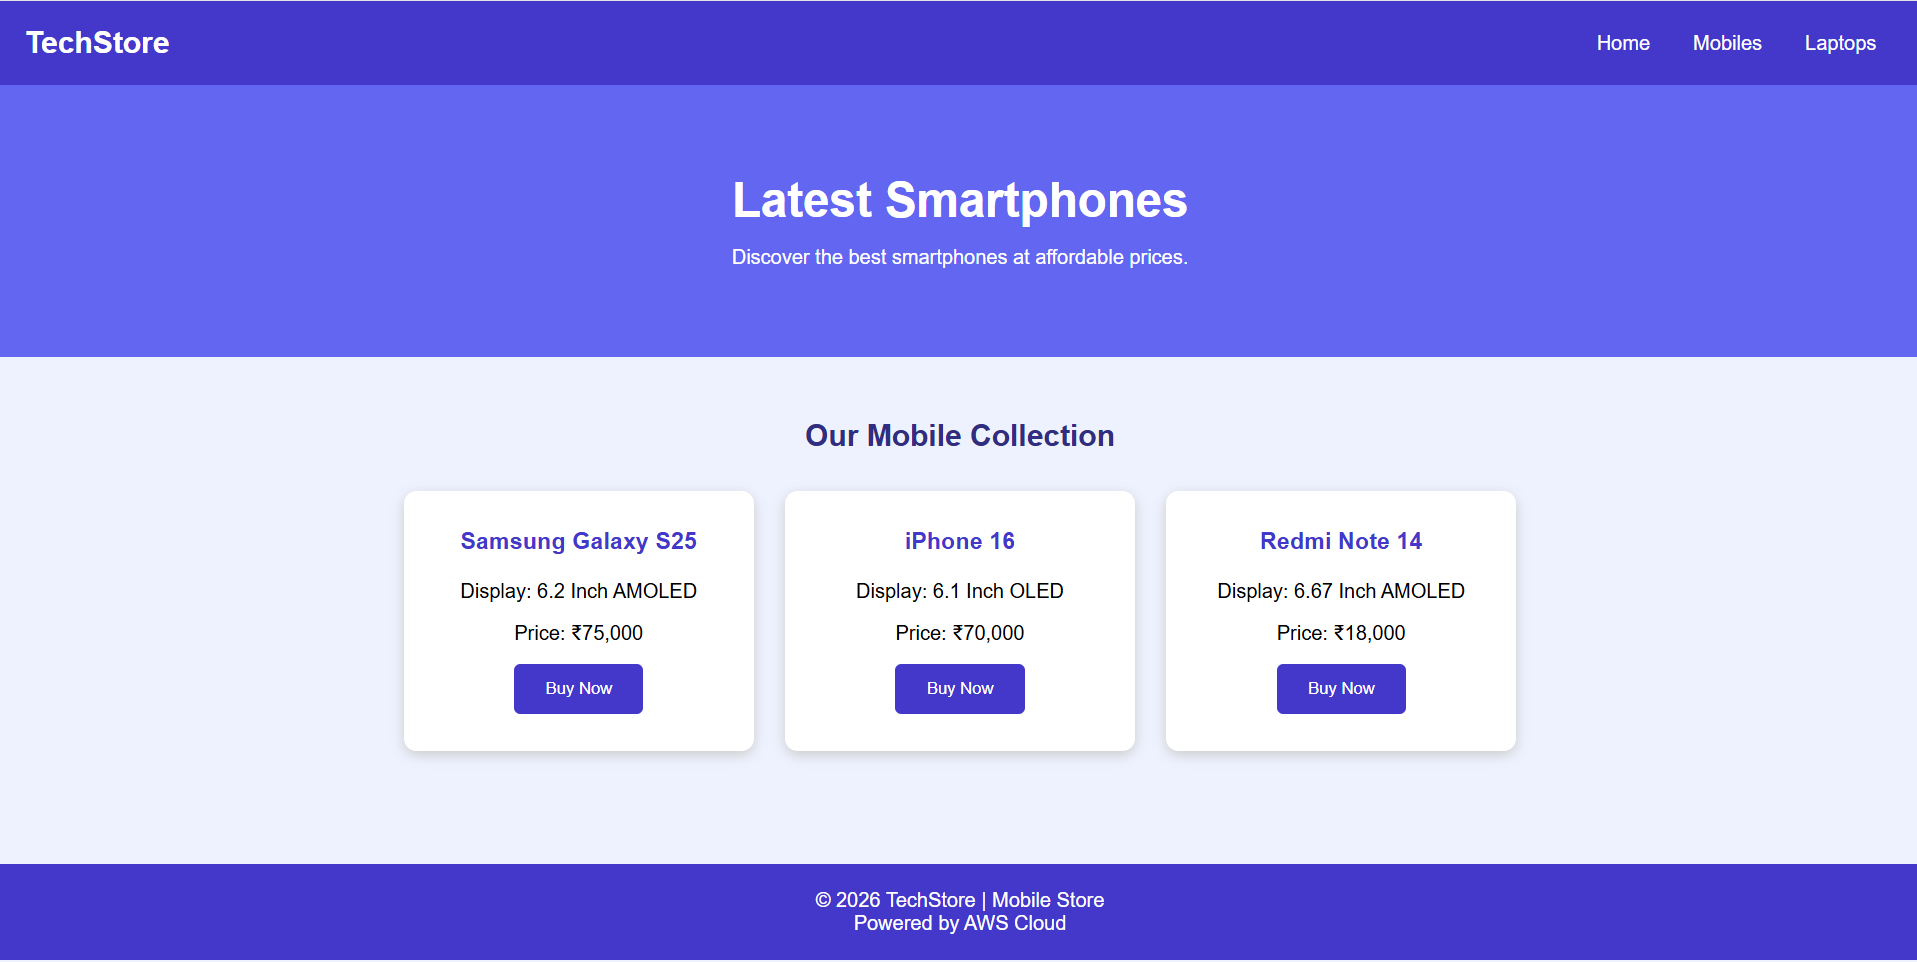 TechStore
Home Mobiles Laptops
Latest Smartphones
Discover the best smartphones at affordable prices.
Our Mobile Collection
Samsung Galaxy S25
Display: 6.2 Inch AMOLED
Price: ₹75,000
Buy Now
iPhone 16
Display: 6.1 Inch OLED
Price: ₹70,000
Buy Now
Redmi Note 14
Display: 6.67 Inch AMOLED
Price: ₹18,000
Buy Now
© 2026 TechStore | Mobile Store
Powered by AWS Cloud